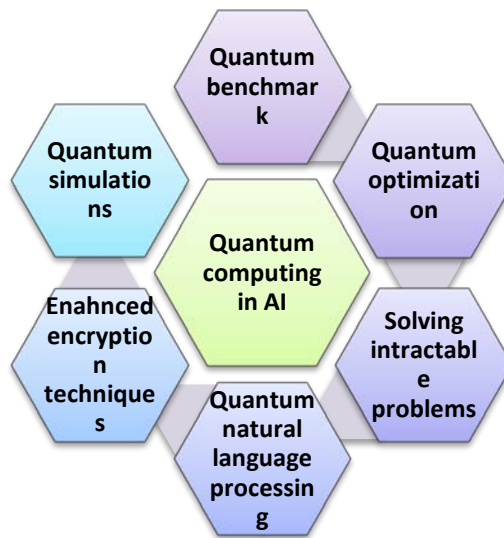 Quantum
benchmar
k
Quantum
optimizati
on
Solving
intractabl
e
problems
Quantum
natural
language
processin
g
Enahnced
encryptio
n
technique
s
Quantum
simulatio
ns
Quantum
computing
in AI